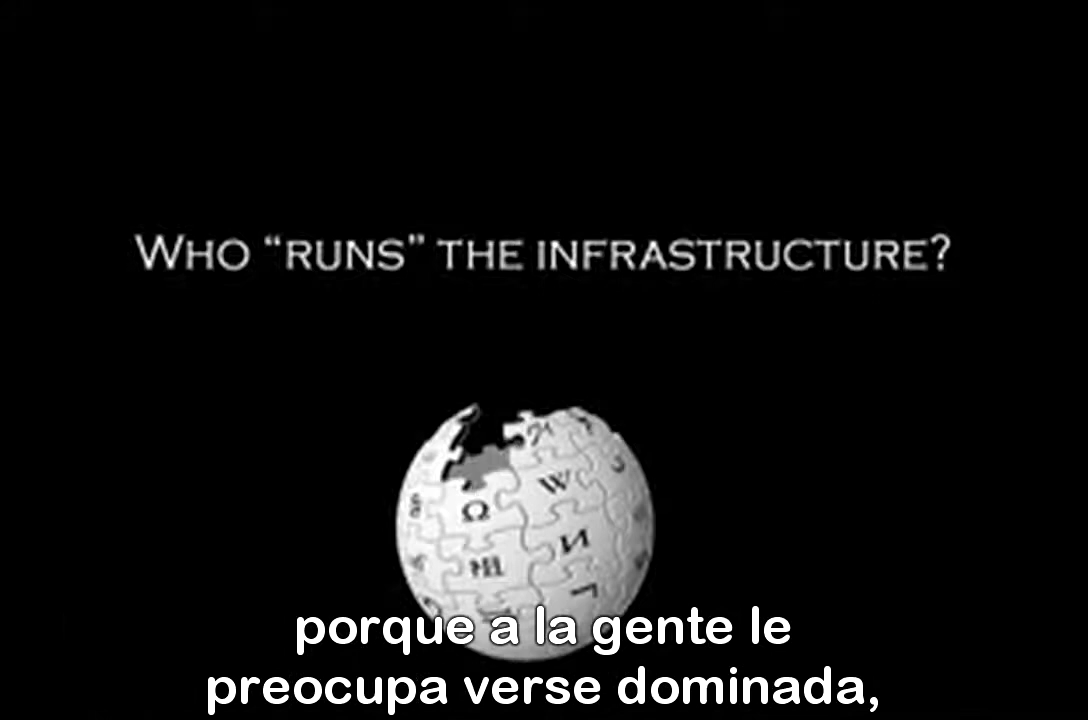 WHO “RUNS” THE INFRASTRUCTURE?
Ω W
И
porque a la gente le
preocupa verse dominada,